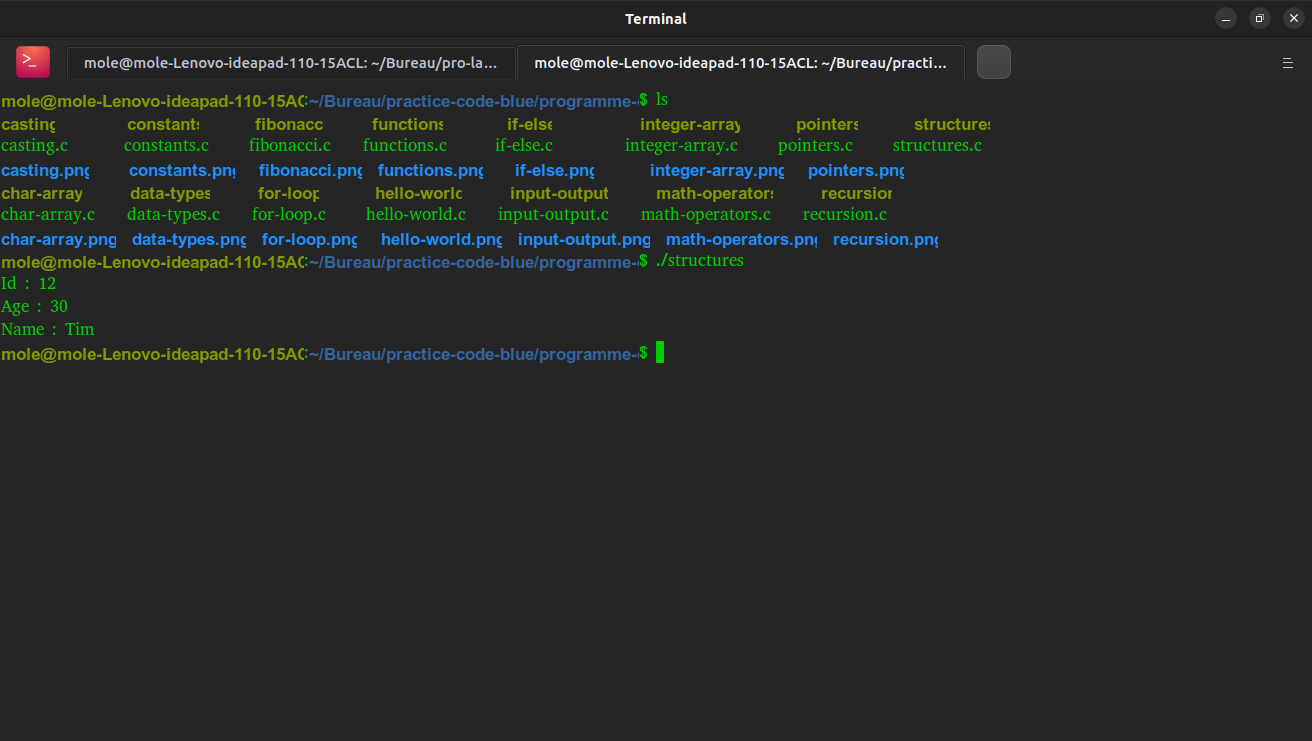 Terminal
>_
mole@mole-Lenovo-ideapad-110-15ACL: ~/Bureau/pro-la... mole@mole-Lenovo-ideapad-110-15ACL: ~/Bureau/practi...
mole@mole-Lenovo-ideapad-110-15AC:~/Bureau/practice-code-blue/programme-$ ls
casting constants fibonacc functions if-else integer-array pointers structures
casting.c constants.c fibonacci.c functions.c if-else.c integer-array.c pointers.c structures.c
casting.png constants.png fibonacci.png functions.png if-else.png integer-array.png pointers.png
char-array data-types for-loop hello-world input-output math-operators recursion
char-array.c data-types.c for-loop.c hello-world.c input-output.c math-operators.c recursion.c
char-array.png data-types.png for-loop.png hello-world.png input-output.png math-operators.png recursion.png
mole@mole-Lenovo-ideapad-110-15AC:~/Bureau/practice-code-blue/programme-$ ./structures
Id : 12
Age : 30
Name : Tim
mole@mole-Lenovo-ideapad-110-15AC:~/Bureau/practice-code-blue/programme-$